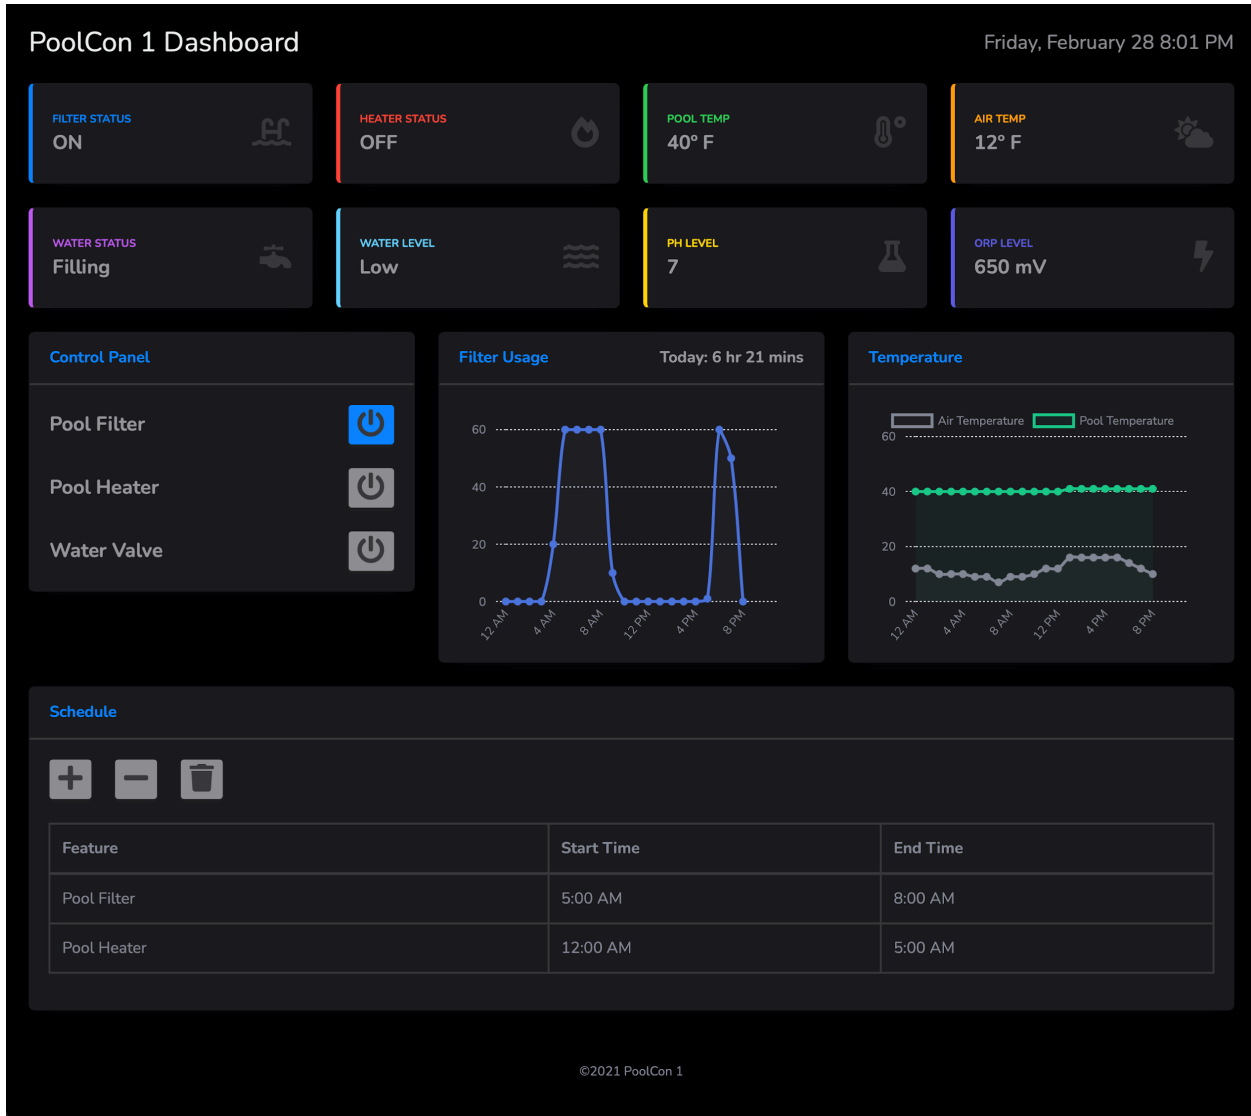 PoolCon 1 Dashboard
Friday, February 28 8:01 PM
FILTER STATUS
ON
HEATER STATUS
OFF
POOL TEMP
40° F
AIR TEMP
12° F
WATER STATUS
Filling
WATER LEVEL
Low
PH LEVEL
7
ORP LEVEL
650 mV
Control Panel
Pool Filter
Pool Heater
Water Valve
Filter Usage
Today: 6 hr 21 mins
60
40
20
0
12 AM
4 AM
8 AM
12 PM
4 PM
8 PM
Temperature
Air Temperature
Pool Temperature
60
40
20
0
12 AM
4 AM
8 AM
12 PM
4 PM
8 PM
Schedule
Feature Start Time End Time
Pool Filter 5:00 AM 8:00 AM
Pool Heater 12:00 AM 5:00 AM
©2021 PoolCon 1